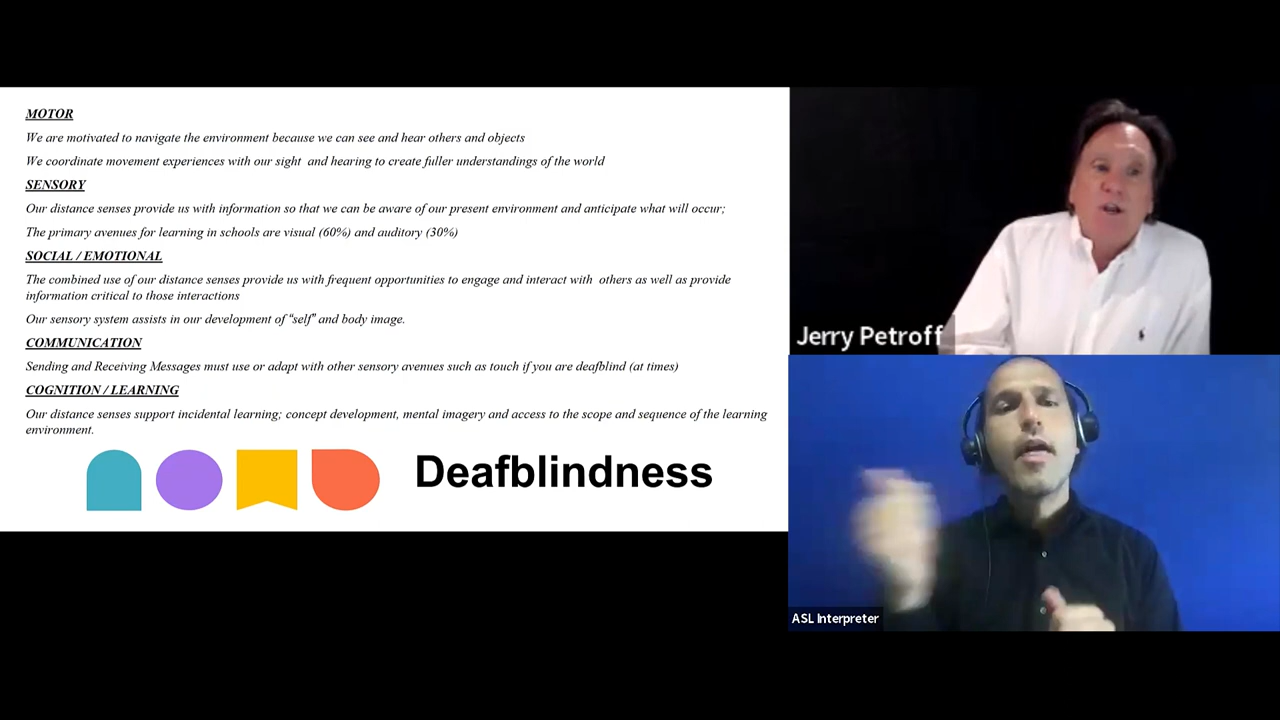 MOTOR
We are motivated to navigate the environment because we can see and hear others and objects
We coordinate movement experiences with our sight and hearing to create fuller understandings of the world
SENSORY
Our distance senses provide us with information so that we can be aware of our present environment and anticipate what will occur;
The primary avenues for learning in schools are visual (60%) and auditory (30%)
SOCIAL / EMOTIONAL
The combined use of our distance senses provide us with frequent opportunities to engage and interact with others as well as provide
information critical to those interactions
Our sensory system assists in our development of “self” and body image.
COMMUNICATION
Sending and Receiving Messages must use or adapt with other sensory avenues such as touch if you are deafblind (at times)
COGNITION / LEARNING
Our distance senses support incidental learning; concept development, mental imagery and access to the scope and sequence of the learning
environment.
Deafblindness
Jerry Petroff
ASL Interpreter